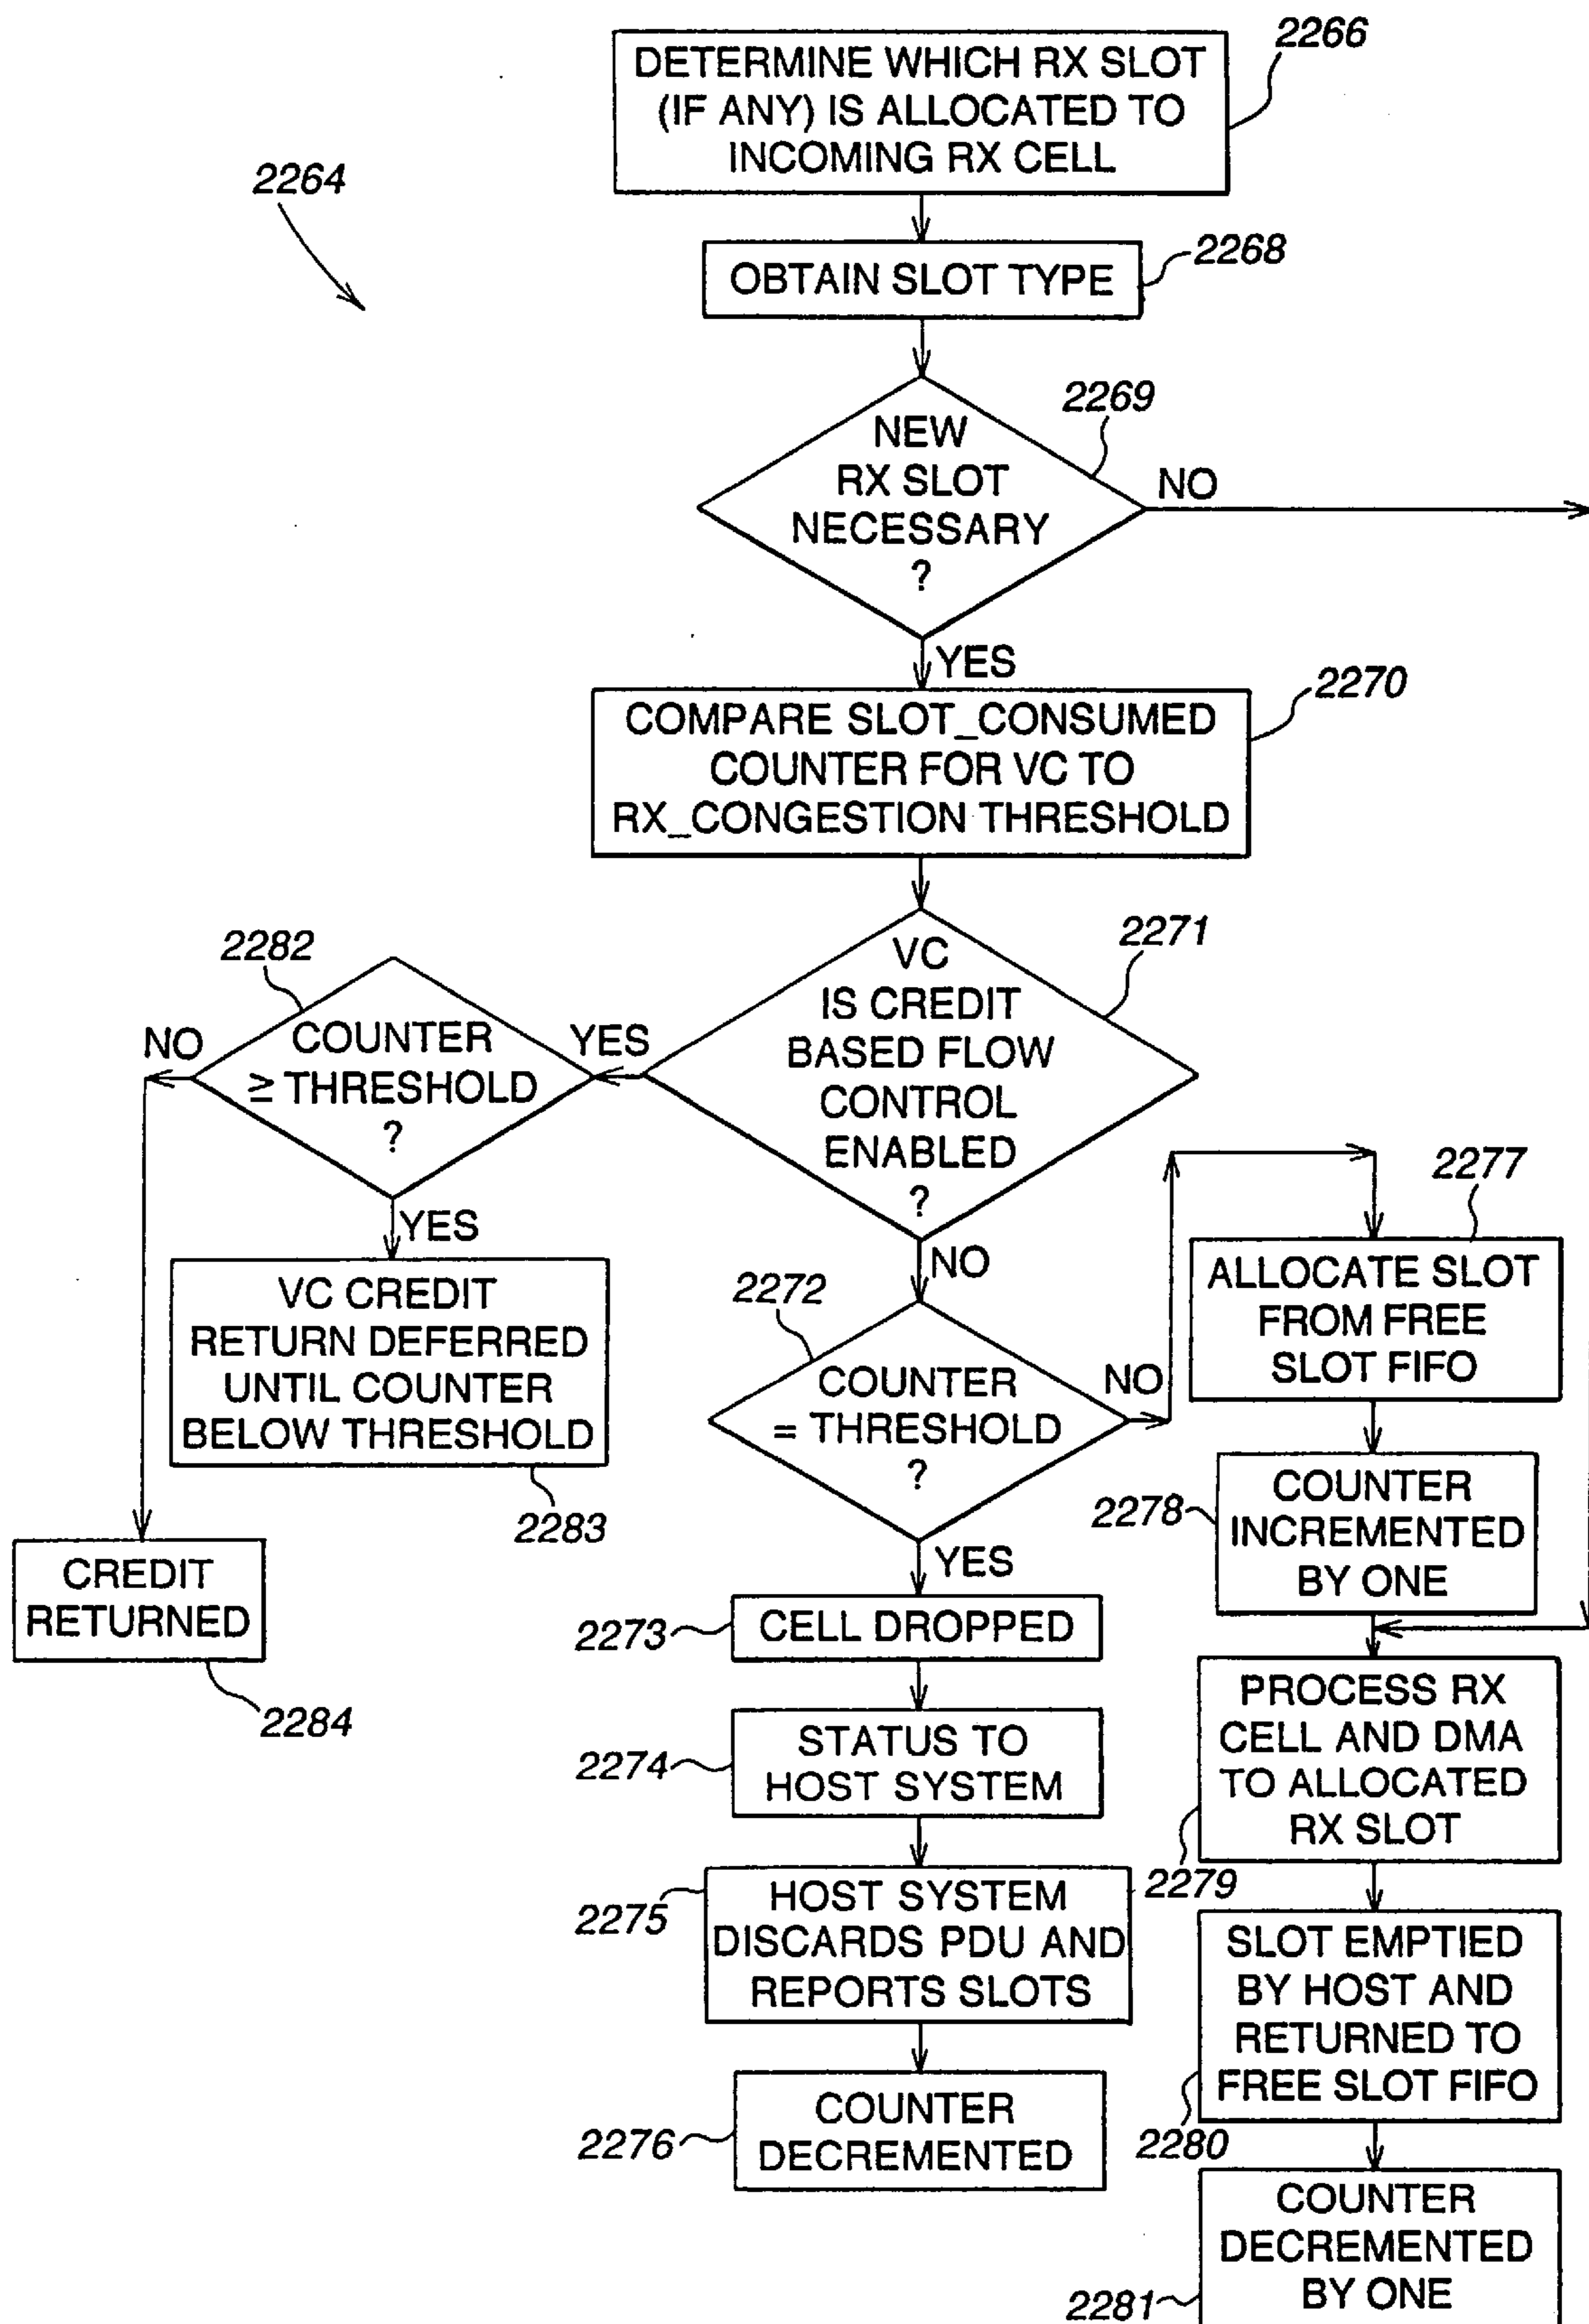 2266
DETERMINE WHICH RX SLOT
(IF ANY) IS ALLOCATED TO
INCOMING RX CELL
2264
2268
OBTAIN SLOT TYPE
2269
NEW
RX SLOT
NECESSARY
?
NO
YES
2270
COMPARE SLOT_CONSUMED
COUNTER FOR VC TO
RX_CONGESTION THRESHOLD
2271
VC
IS CREDIT
BASED FLOW
CONTROL
ENABLED
?
YES
NO
2282
COUNTER
≥ THRESHOLD
?
NO
YES
VC CREDIT
RETURN DEFERRED
UNTIL COUNTER
BELOW THRESHOLD
2283
CREDIT
RETURNED
2284
2272
COUNTER
= THRESHOLD
?
NO
YES
2273
CELL DROPPED
2274
STATUS TO
HOST SYSTEM
2275
HOST SYSTEM
DISCARDS PDU AND
REPORTS SLOTS
2276
COUNTER
DECREMENTED
2277
ALLOCATE SLOT
FROM FREE
SLOT FIFO
2278
COUNTER
INCREMENTED
BY ONE
PROCESS RX
CELL AND DMA
TO ALLOCATED
RX SLOT
2279
SLOT EMPTIED
BY HOST AND
RETURNED TO
FREE SLOT FIFO
2280
COUNTER
DECREMENTED
BY ONE
2281